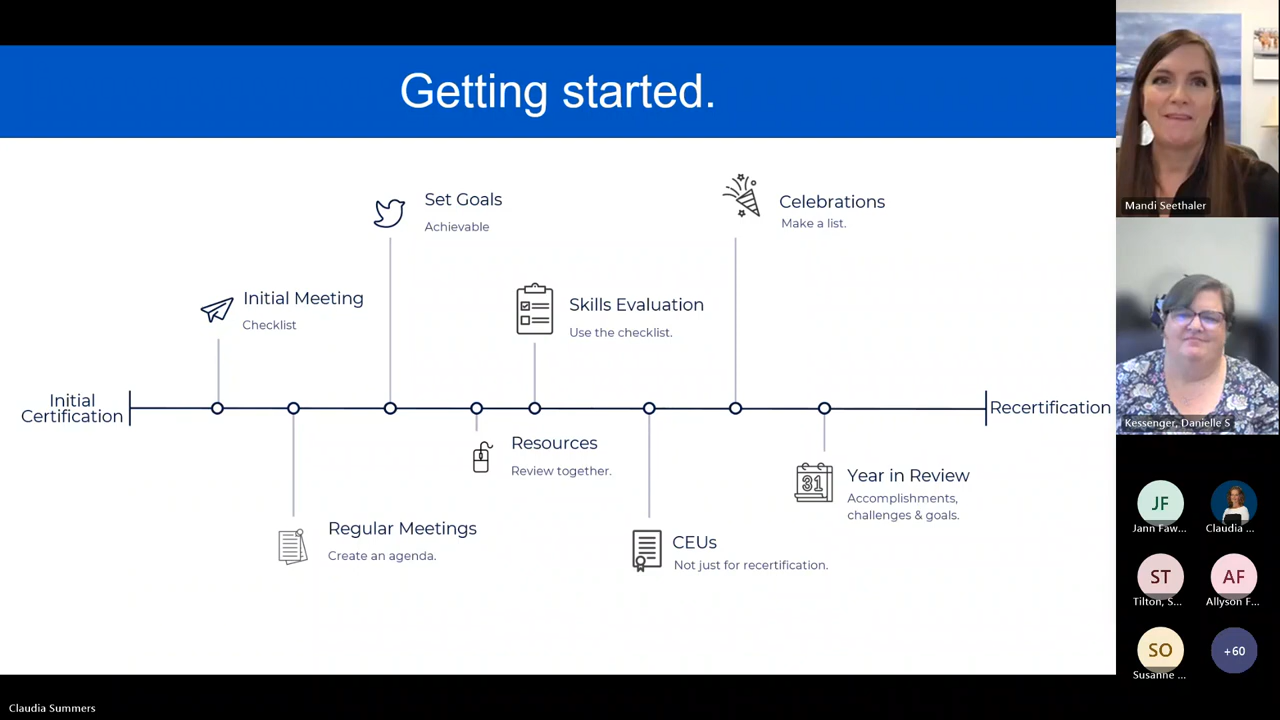 Getting started.
Set Goals
Achievable
Celebrations
Make a list.
Initial Meeting
Checklist
Skills Evaluation
Use the checklist.
Initial
Certification
Recertification
Resources
Review together.
Year in Review
Accomplishments,
challenges & goals.
31
Regular Meetings
Create an agenda.
CEUs
Not just for recertification.
Mandi Seethaler
Kessenger, Danielle S
JF
Jann Faw...
Claudia ...
ST
Tilton, S...
AF
Allyson F...
SO
Susanne ...
+60
Claudia Summers